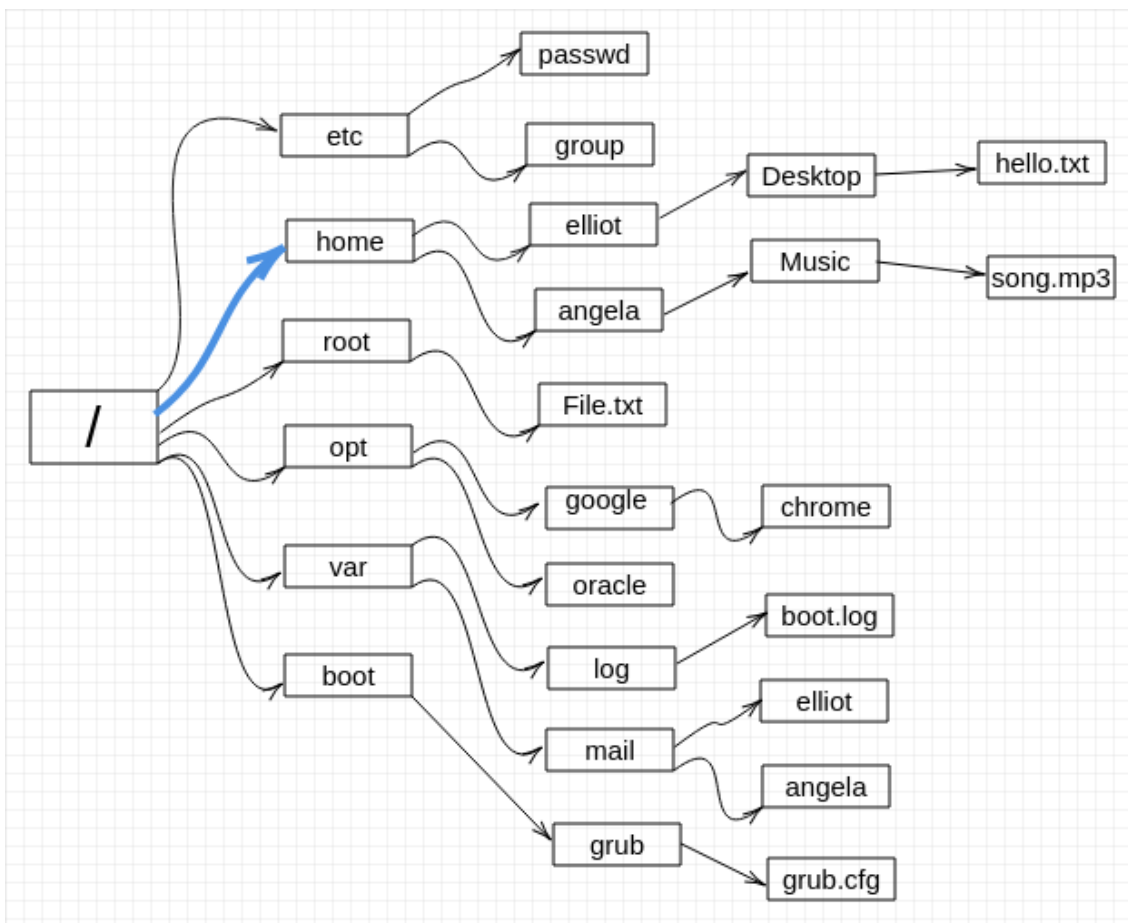 passwd
etc
group
hello.txt
Desktop
elliot
home
Music
song.mp3
angela
root
/
File.txt
opt
google
chrome
var
oracle
boot.log
log
boot
elliot
mail
angela
grub
grub.cfg